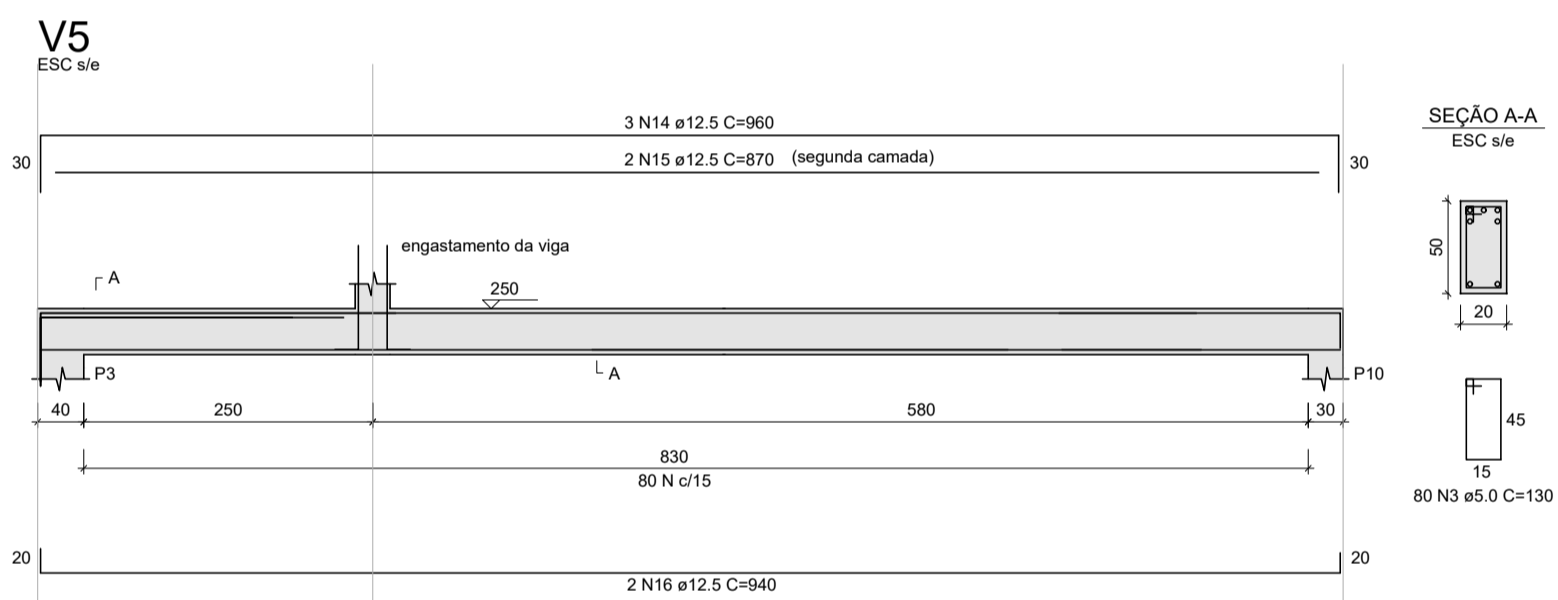 V5
ESC s/e
3 N14 ø12.5 C=960
30
2 N15 ø12.5 C=870 (segunda camada)
30
engastamento da viga
A
250
P3
A
P10
40
250
580
30
830
80 N c/15
20
20
2 N16 ø12.5 C=940
SEÇÃO A-A
ESC s/e
50
20
45
15
80 N3 ø5.0 C=130